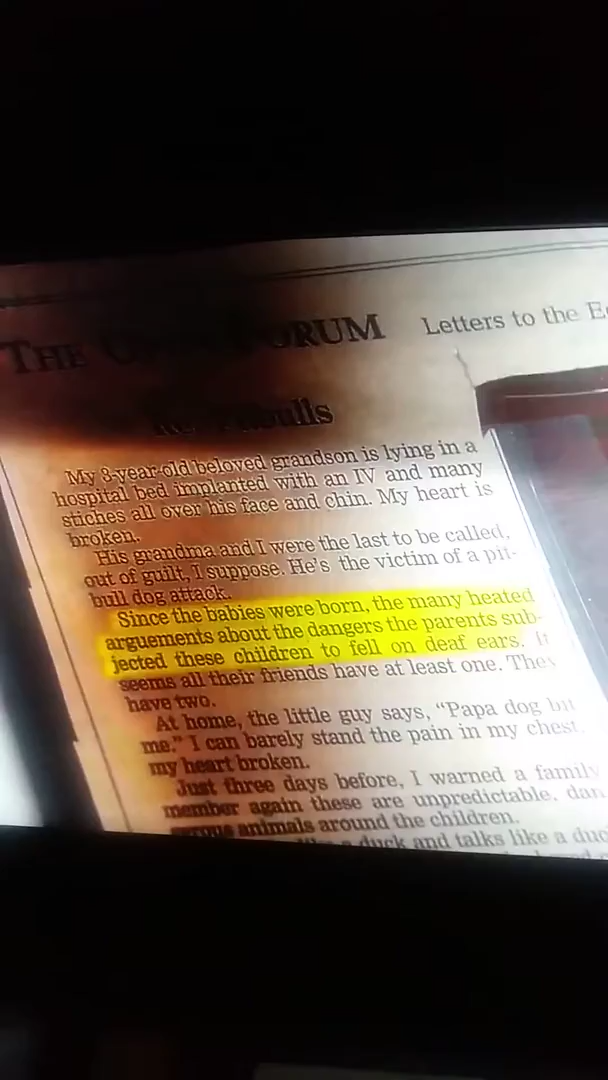 THE OPEN FORUM Letters to the
Re: Pitbulls
My 3-year-old beloved grandson is lying in a
hospital bed implanted with an IV and many
stiches all over his face and chin. My heart is
broken.
His grandma and I were the last to be called,
out of guilt, I suppose. He's the victim of a pit-
bull dog attack.
Since the babies were born, the many heated
arguements about the dangers the parents sub-
jected these children to fell on deaf ears. It
seems all their friends have at least one. They
have two.
At home, the little guy says, "Papa dog bit
me." I can barely stand the pain in my chest,
my heart broken.
Just three days before, I warned a family
member again these are unpredictable, dan
gerous animals around the children.
like a duck and talks like a duc